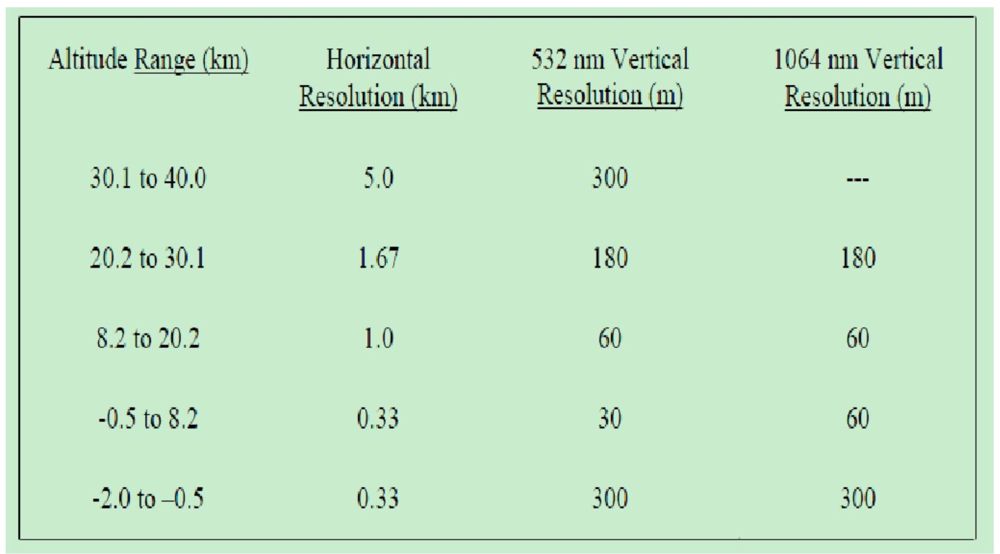 Altitude Range (km) Horizontal 532 nm Vertical 1064 nm Vertical
Resolution (km) Resolution (m) Resolution (m)
30.1 to 40.0 5.0 300 ---
20.2 to 30.1 1.67 180 180
8.2 to 20.2 1.0 60 60
-0.5 to 8.2 0.33 30 60
-2.0 to –0.5 0.33 300 300